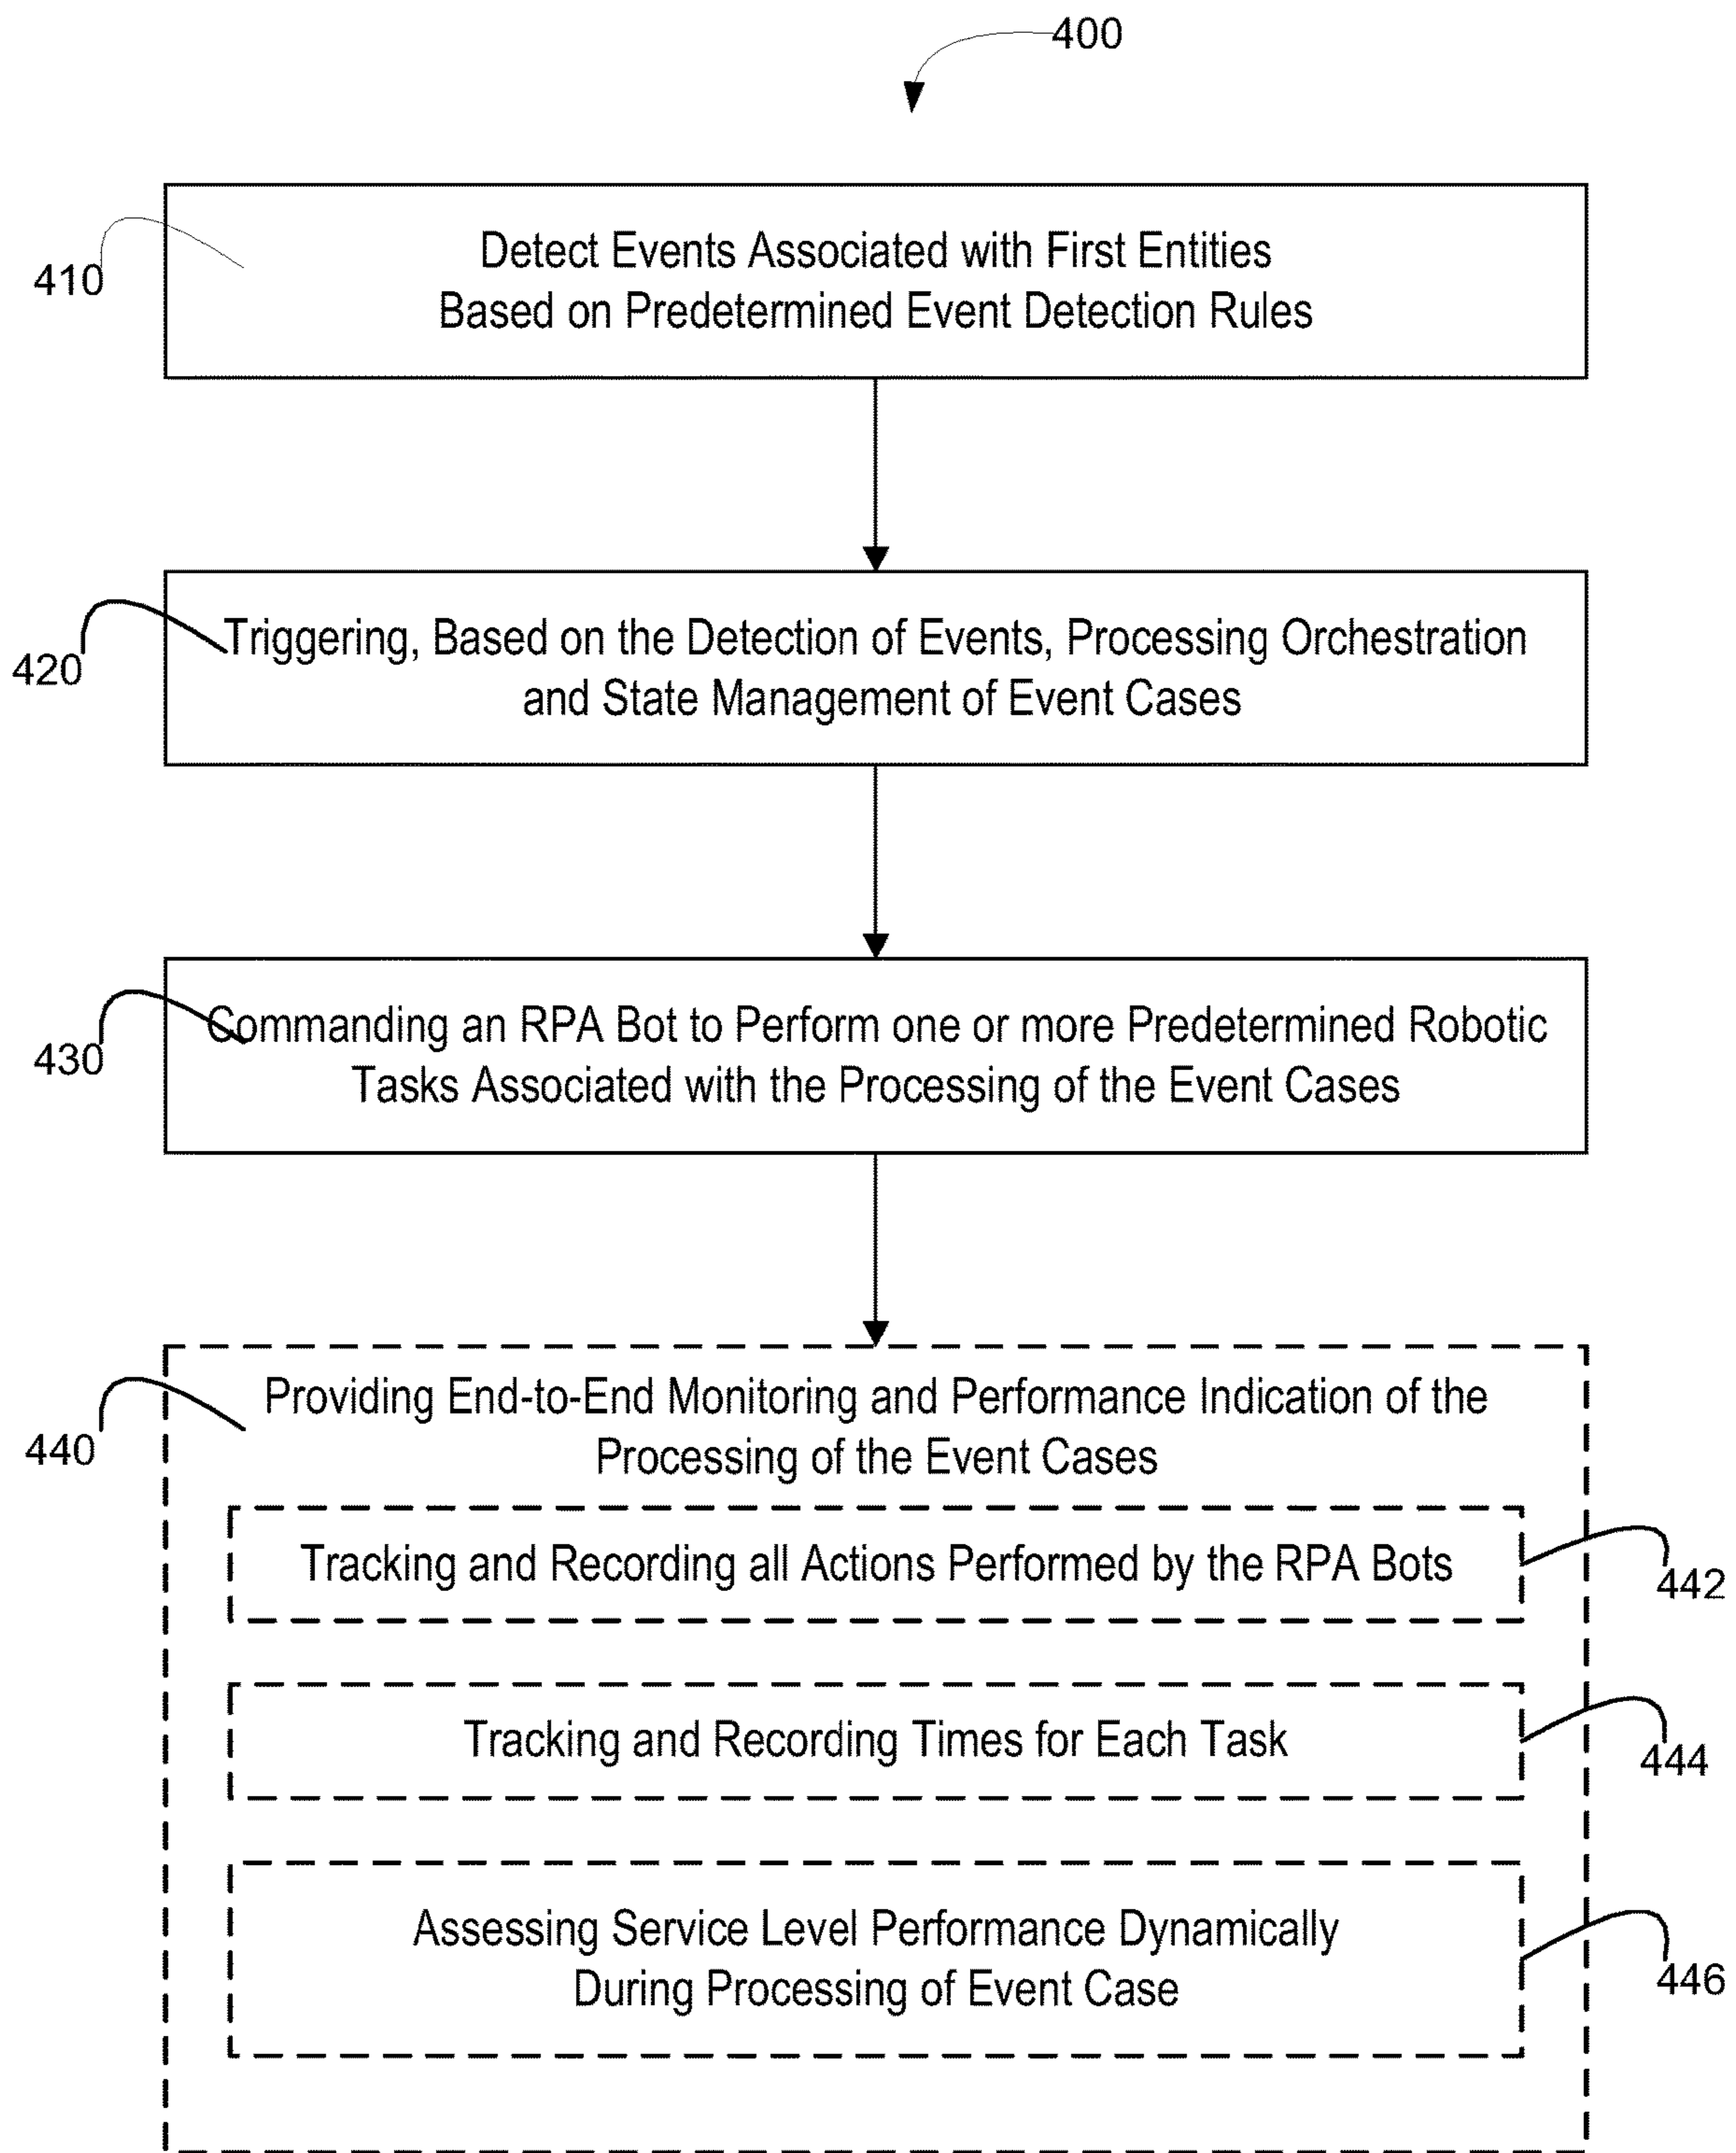 400
410
Detect Events Associated with First Entities
Based on Predetermined Event Detection Rules
420
Triggering, Based on the Detection of Events, Processing Orchestration
and State Management of Event Cases
430
Commanding an RPA Bot to Perform one or more Predetermined Robotic
Tasks Associated with the Processing of the Event Cases
440
Providing End-to-End Monitoring and Performance Indication of the
Processing of the Event Cases
Tracking and Recording all Actions Performed by the RPA Bots
442
Tracking and Recording Times for Each Task
444
Assessing Service Level Performance Dynamically
During Processing of Event Case
446